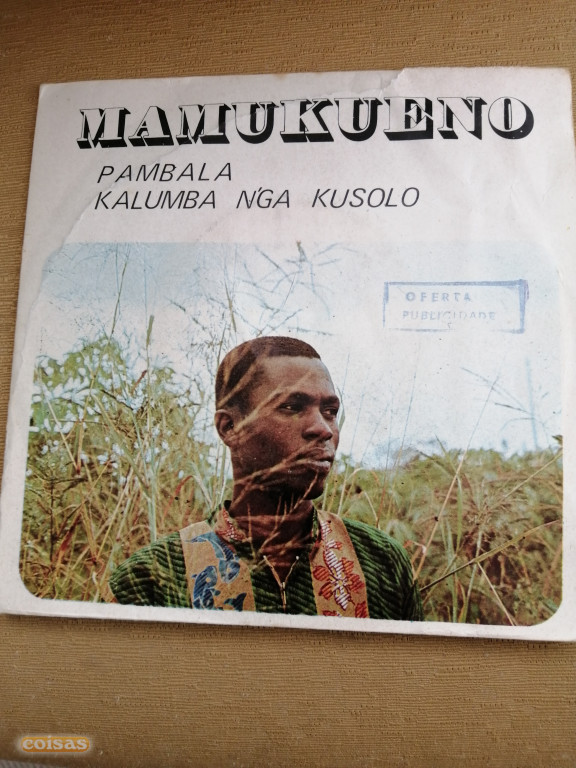 MAMUKUENO
PAMBALA
KALUMBA N'GA KUSOLO
OFERTA
PUBLICIDADE
coisas